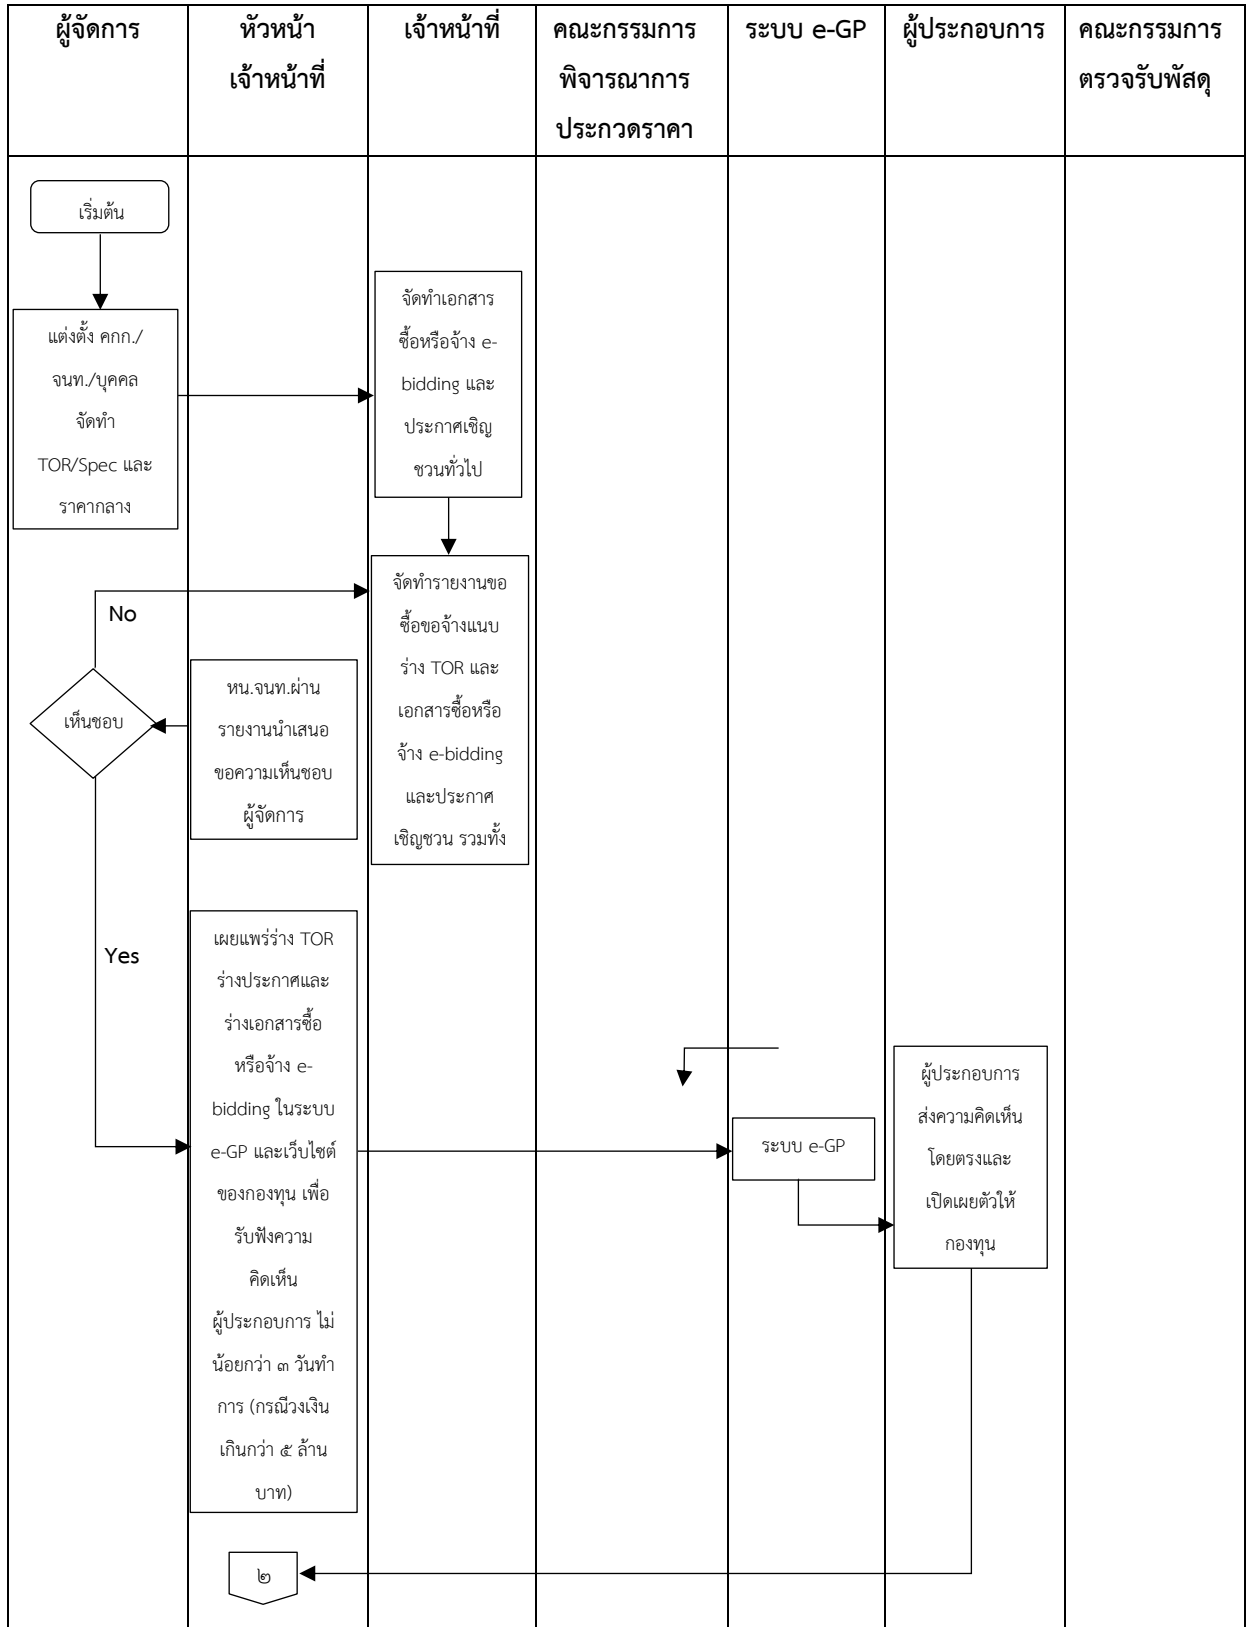 ผู้จัดการ
หัวหน้า
เจ้าหน้าที่
เจ้าหน้าที่
คณะกรรมการ
พิจารณาการ
ประกวดราคา
ระบบ e-GP
ผู้ประกอบการ
คณะกรรมการ
ตรวจรับพัสดุ
เริ่มต้น
แต่งตั้ง คกก./
จนท./บุคคล
จัดทำ
TOR/Spec และ
ราคากลาง
จัดทำเอกสาร
ซื้อหรือจ้าง e-
bidding และ
ประกาศเชิญ
ชวนทั่วไป
จัดทำรายงานขอ
ซื้อขอจ้างแนบ
ร่าง TOR และ
เอกสารซื้อหรือ
จ้าง e-bidding
และประกาศ
เชิญชวน รวมทั้ง
No
เห็นชอบ
หน.จนท.ผ่าน
รายงานนำเสนอ
ขอความเห็นชอบ
ผู้จัดการ
Yes
เผยแพร่ร่าง TOR
ร่างประกาศและ
ร่างเอกสารซื้อ
หรือจ้าง e-
bidding ในระบบ
e-GP และเว็บไซต์
ของกองทุน เพื่อ
รับฟังความ
คิดเห็น
ผู้ประกอบการ ไม่
น้อยกว่า ๓ วันทำ
การ (กรณีวงเงิน
เกินกว่า ๕ ล้าน
บาท)
ระบบ e-GP
ผู้ประกอบการ
ส่งความคิดเห็น
โดยตรงและ
เปิดเผยตัวให้
กองทุน
๒